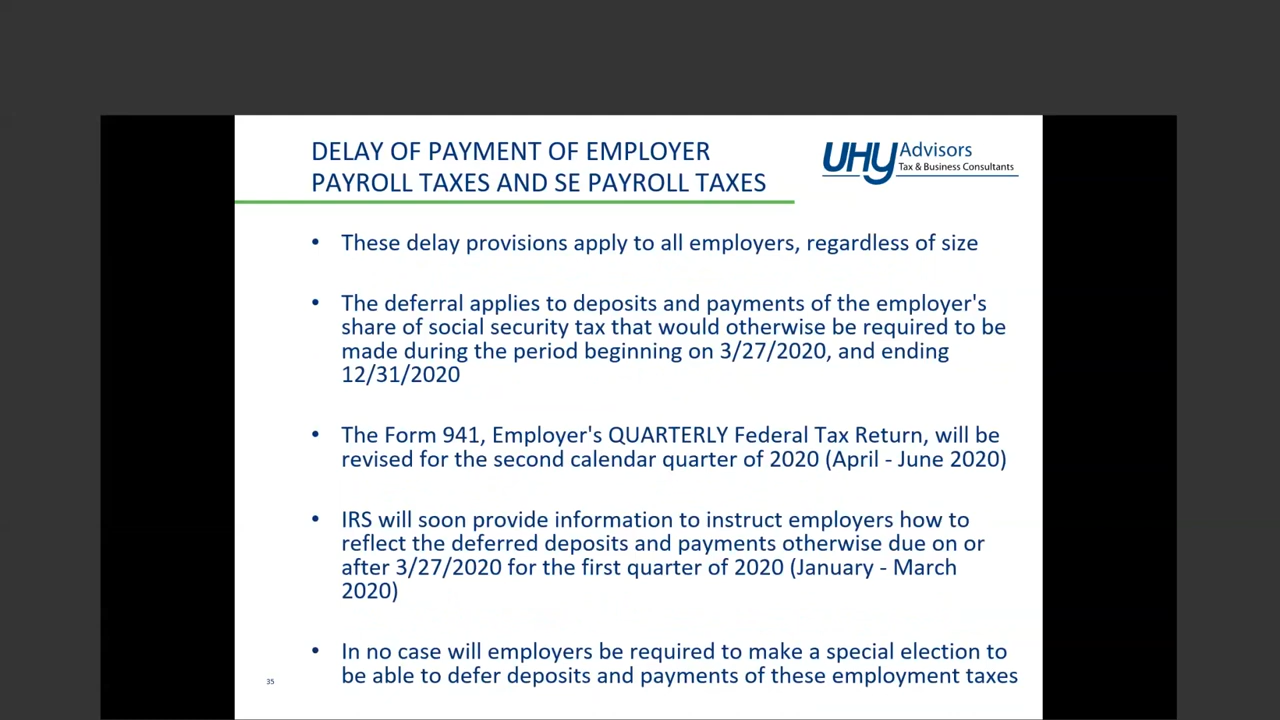 DELAY OF PAYMENT OF EMPLOYER
PAYROLL TAXES AND SE PAYROLL TAXES
UHY Advisors
Tax & Business Consultants
• These delay provisions apply to all employers, regardless of size
• The deferral applies to deposits and payments of the employer's
share of social security tax that would otherwise be required to be
made during the period beginning on 3/27/2020, and ending
12/31/2020
• The Form 941, Employer's QUARTERLY Federal Tax Return, will be
revised for the second calendar quarter of 2020 (April - June 2020)
• IRS will soon provide information to instruct employers how to
reflect the deferred deposits and payments otherwise due on or
after 3/27/2020 for the first quarter of 2020 (January - March
2020)
• In no case will employers be required to make a special election to
be able to defer deposits and payments of these employment taxes
35